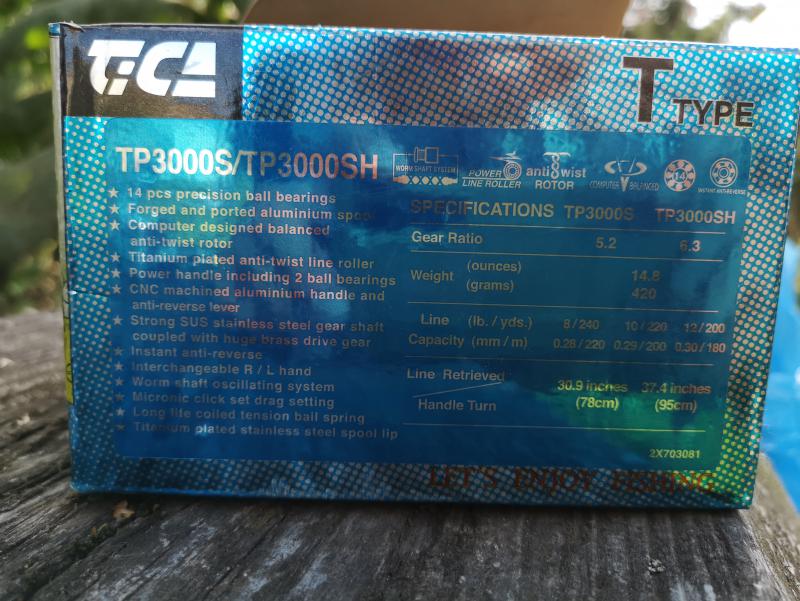 TiCA
T TYPE
TP3000S/TP3000SH
WORM SHAFT SYSTEM
POWER
LINE ROLLER
anti twist
ROTOR
COMPUTER BALANCED
14
INSTANT ANTI-REVERSE
★ 14 pcs precision ball bearings
★ Forged and ported aluminium spool
★ Computer designed balanced
anti-twist rotor
★ Titanium plated anti-twist line roller
★ Power handle including 2 ball bearings
★ CNC machined aluminium handle and
anti-reverse lever
★ Strong SUS stainless steel gear shaft
coupled with huge brass drive gear
★ Instant anti-reverse
★ Interchangeable R / L hand
★ Worm shaft oscillating system
★ Micronic click set drag setting
★ Long life coiled tension bail spring
★ Titanium plated stainless steel spool lip
SPECIFICATIONS TP3000S TP3000SH
Gear Ratio 5.2 6.3
Weight (ounces) 14.8
(grams) 420
Line (lb. / yds.) 8 / 240 10 / 220 12 / 200
Capacity (mm / m) 0.28 / 220 0.29 / 200 0.30 / 180
Line Retrieved 30.9 inches 37.4 inches
Handle Turn (78cm) (95cm)
2X703081
LET'S ENJOY FISHING